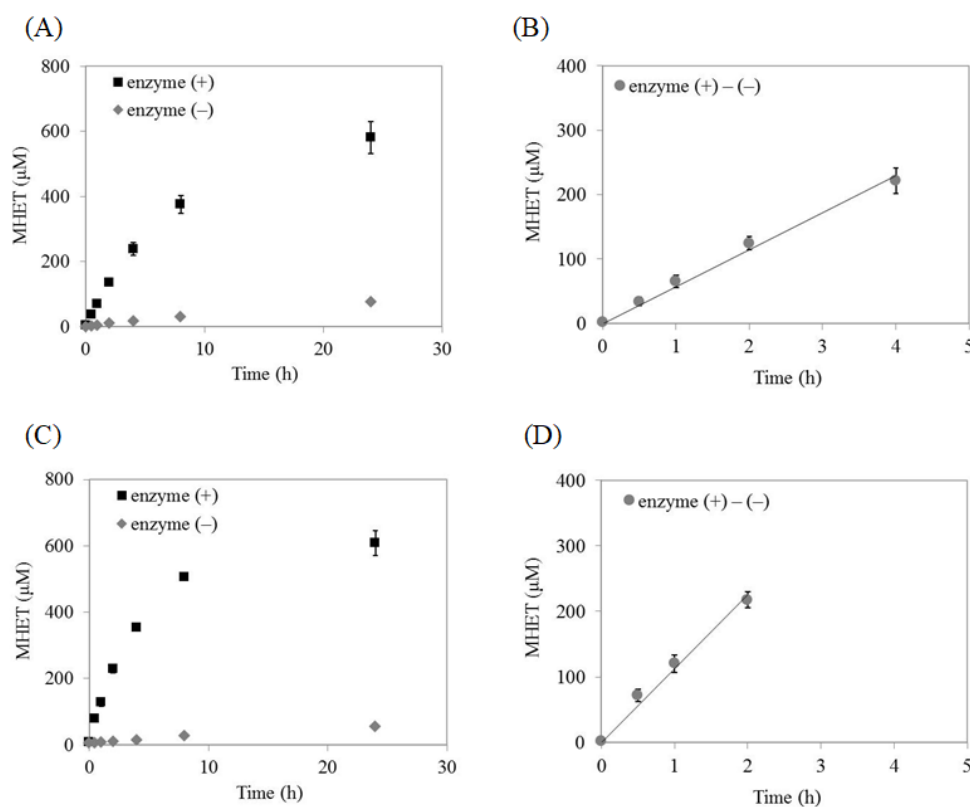 (A)
800
600
400
200
0
MHET (μM)
enzyme (+)
enzyme (–)
0
10
20
30
Time (h)
(B)
400
300
200
100
0
MHET (μM)
enzyme (+) – (–)
0
1
2
3
4
5
Time (h)
(C)
800
600
400
200
0
MHET (μM)
enzyme (+)
enzyme (–)
0
10
20
30
Time (h)
(D)
400
300
200
100
0
MHET (μM)
enzyme (+) – (–)
0
1
2
3
4
5
Time (h)